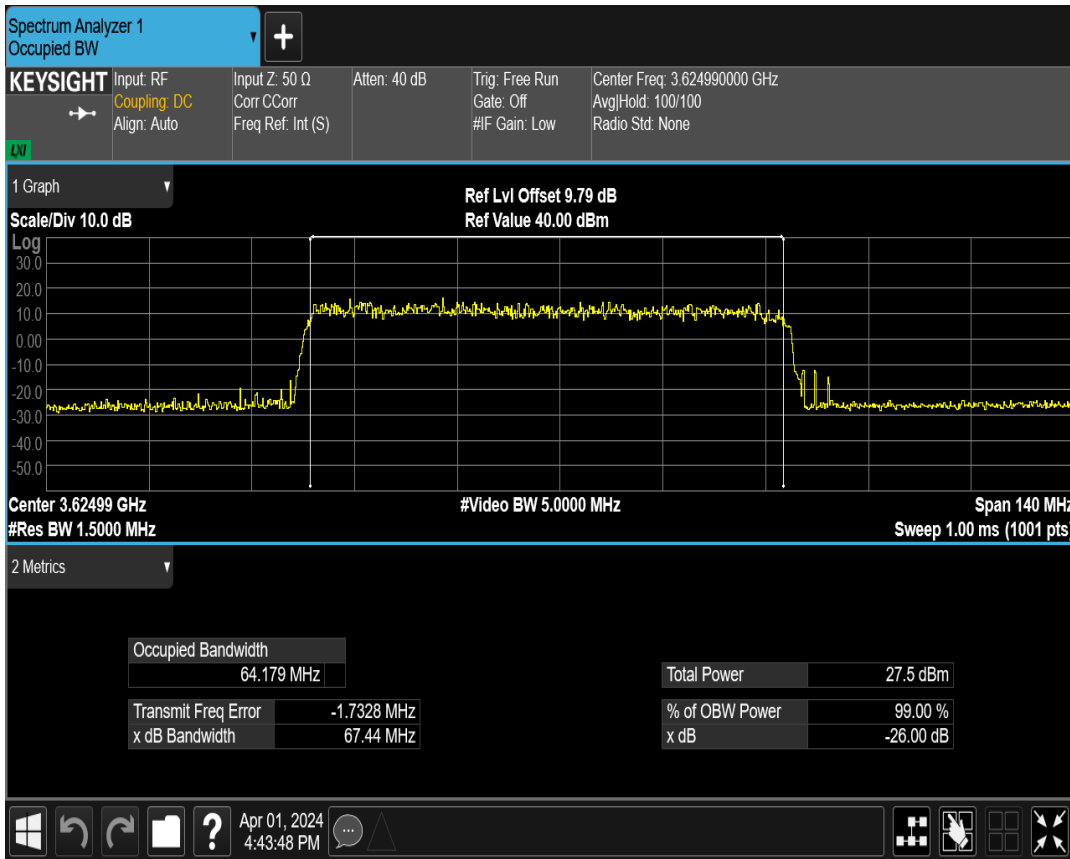 Spectrum Analyzer 1
Occupied BW
+
KEYSIGHT
LXI
Input: RF
Coupling: DC
Align: Auto
Input Z: 50 Ω
Corr CCorr
Freq Ref: Int (S)
Atten: 40 dB
Trig: Free Run
Gate: Off
#IF Gain: Low
Center Freq: 3.624990000 GHz
Avg|Hold: 100/100
Radio Std: None
1 Graph
Scale/Div 10.0 dB
Ref Lvl Offset 9.79 dB
Ref Value 40.00 dBm
Log
30.0
20.0
10.0
0.00
-10.0
-20.0
-30.0
-40.0
-50.0
Center 3.62499 GHz
#Video BW 5.0000 MHz
Span 140 MHz
#Res BW 1.5000 MHz
Sweep 1.00 ms (1001 pts)
2 Metrics
Occupied Bandwidth
64.179 MHz
Transmit Freq Error -1.7328 MHz
x dB Bandwidth 67.44 MHz
Total Power 27.5 dBm
% of OBW Power 99.00 %
x dB -26.00 dB
?
Apr 01, 2024
4:43:48 PM